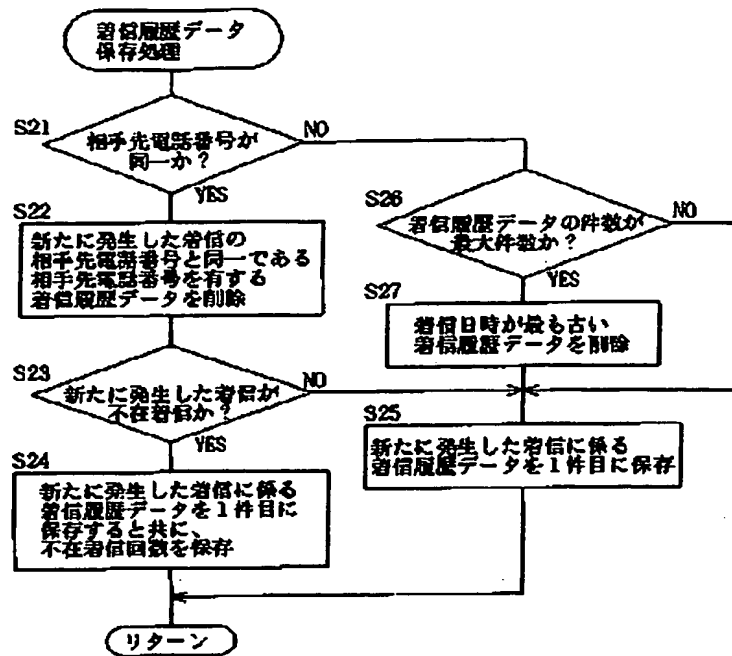 着信履歴データ
保存処理
S21
相手先電話番号が
同一か？
NO
YES
S22
新たに発生した着信の
相手先電話番号と同一である
相手先電話番号を有する
着信履歴データを削除
S23
新たに発生した着信が
不在着信か？
NO
YES
S24
新たに発生した着信に係る
着信履歴データを１件目に
保存すると共に、
不在着信回数を保存
S26
着信履歴データの件数が
最大件数か？
NO
YES
S27
着信日時が最も古い
着信履歴データを削除
S25
新たに発生した着信に係る
着信履歴データを１件目に保存
リターン